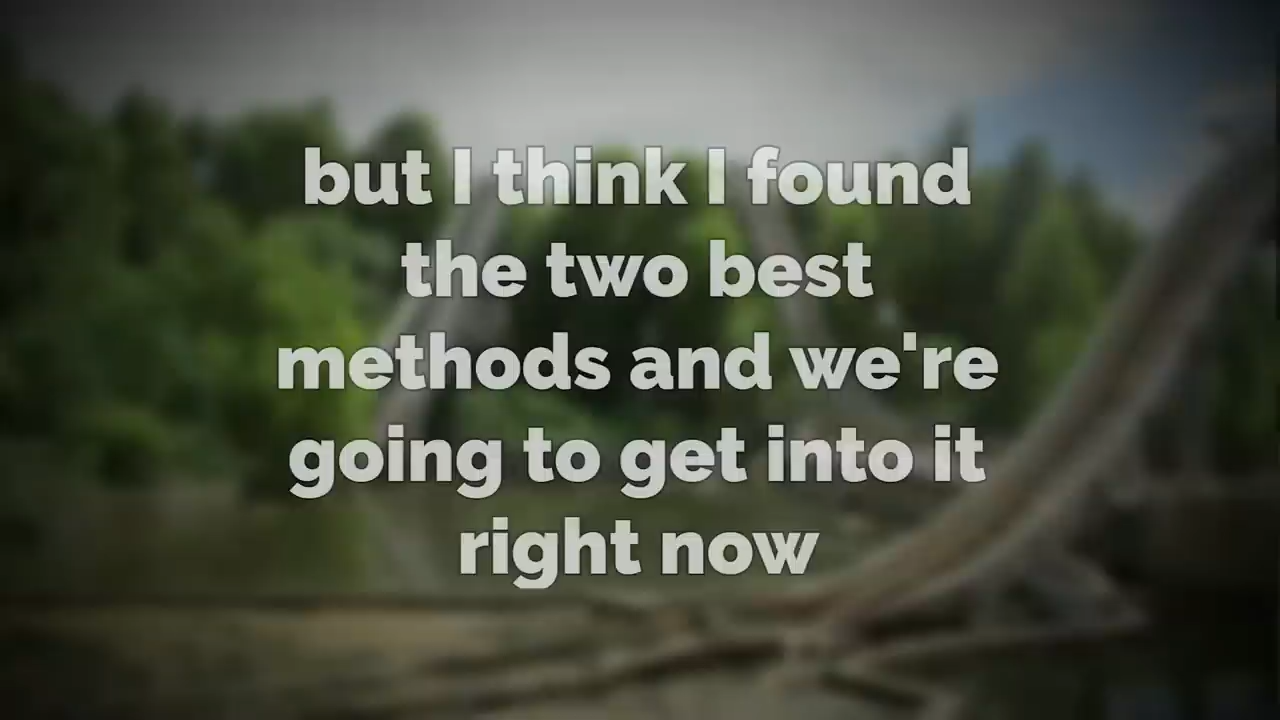 but I think I found
the two best
methods and we're
going to get into it
right now